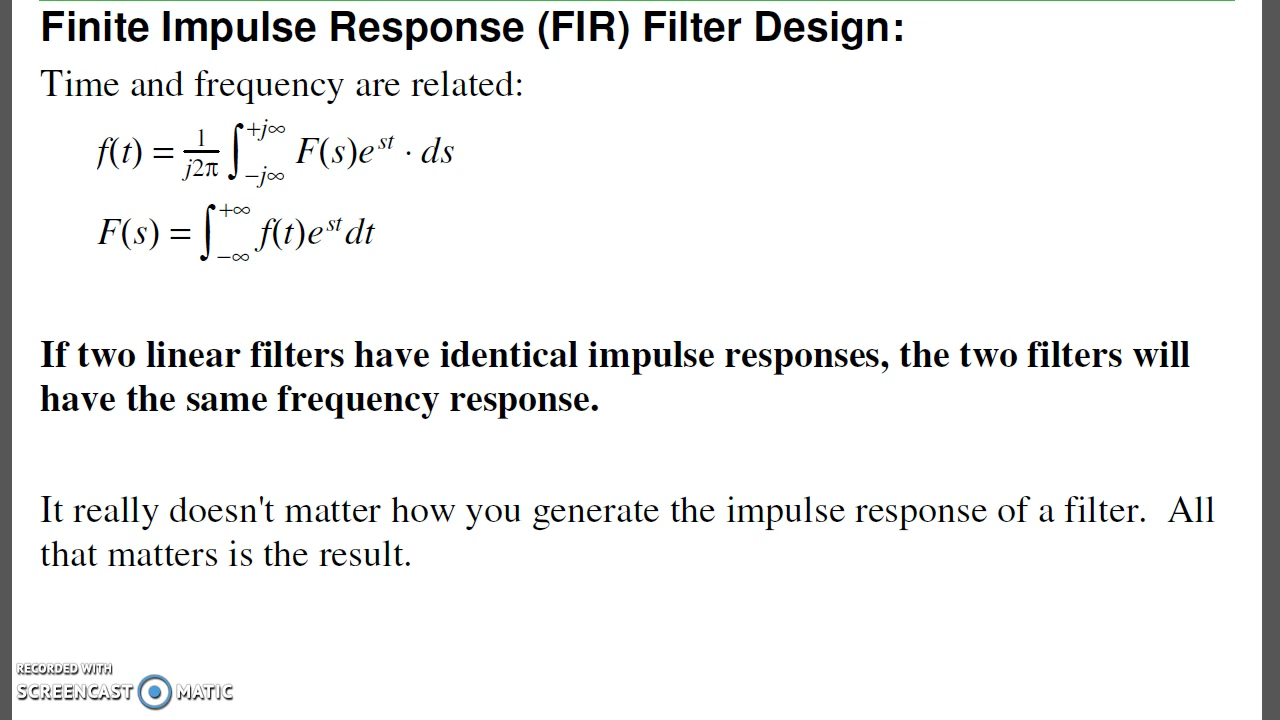 Finite Impulse Response (FIR) Filter Design:
Time and frequency are related:
f(t) = 1/j2π ∫_{−j∞}^{+j∞} F(s)e^{st} · ds
F(s) = ∫_{−∞}^{+∞} f(t)e^{st}dt
If two linear filters have identical impulse responses, the two filters will
have the same frequency response.
It really doesn't matter how you generate the impulse response of a filter.  All
that matters is the result.
RECORDED WITH
SCREENCAST MATIC